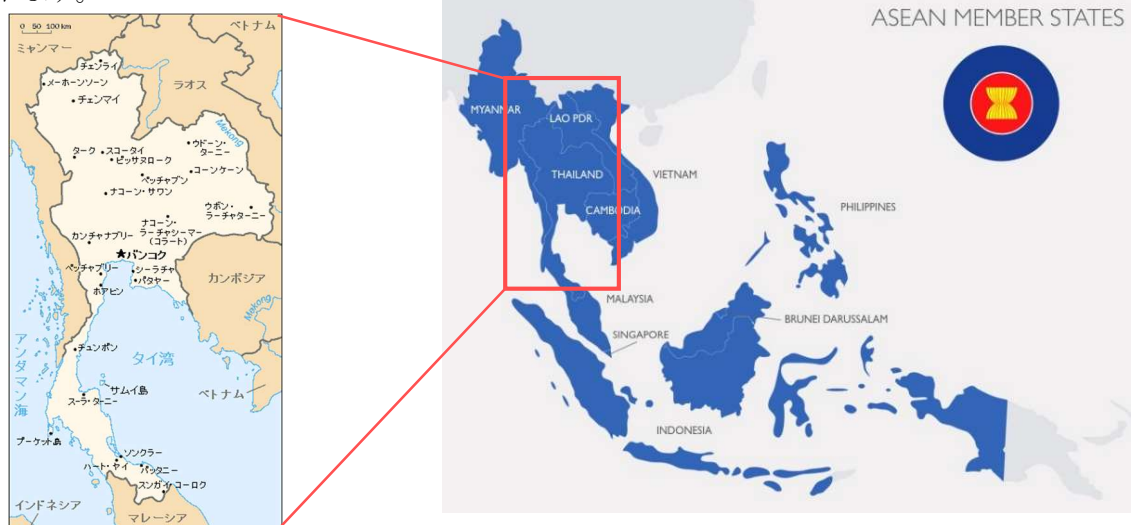 0 50 100km
ベトナム
ミャンマー
チェンライ
ラオス
メーホーンソーン
チェンマイ
Mekong
ウドーン・
ターニー
ターク
スコータイ
ピッサヌローク
コーンケーン
ペッチャブン
ナコーン・サワン
ウボン・
ラーチャターニー
ナコーン・
ラーチャシーマー
(コラート)
カンチャナブリー
★バンコク
ペッチャブリー
シーラチャ
パタヤー
カンボジア
ホアヒン
Mekong
アンダマン海
チュンポン
タイ湾
サムイ島
ベトナム
スーラ・ターニー
プーケット島
ソンクラー
ハート・ヤイ
パッタニー
スンガイ・コーロク
インドネシア
マレーシア
ASEAN MEMBER STATES
MYANMAR
LAO PDR
THAILAND
VIETNAM
CAMBODIA
PHILIPPINES
MALAYSIA
BRUNEI DARUSSALAM
SINGAPORE
INDONESIA